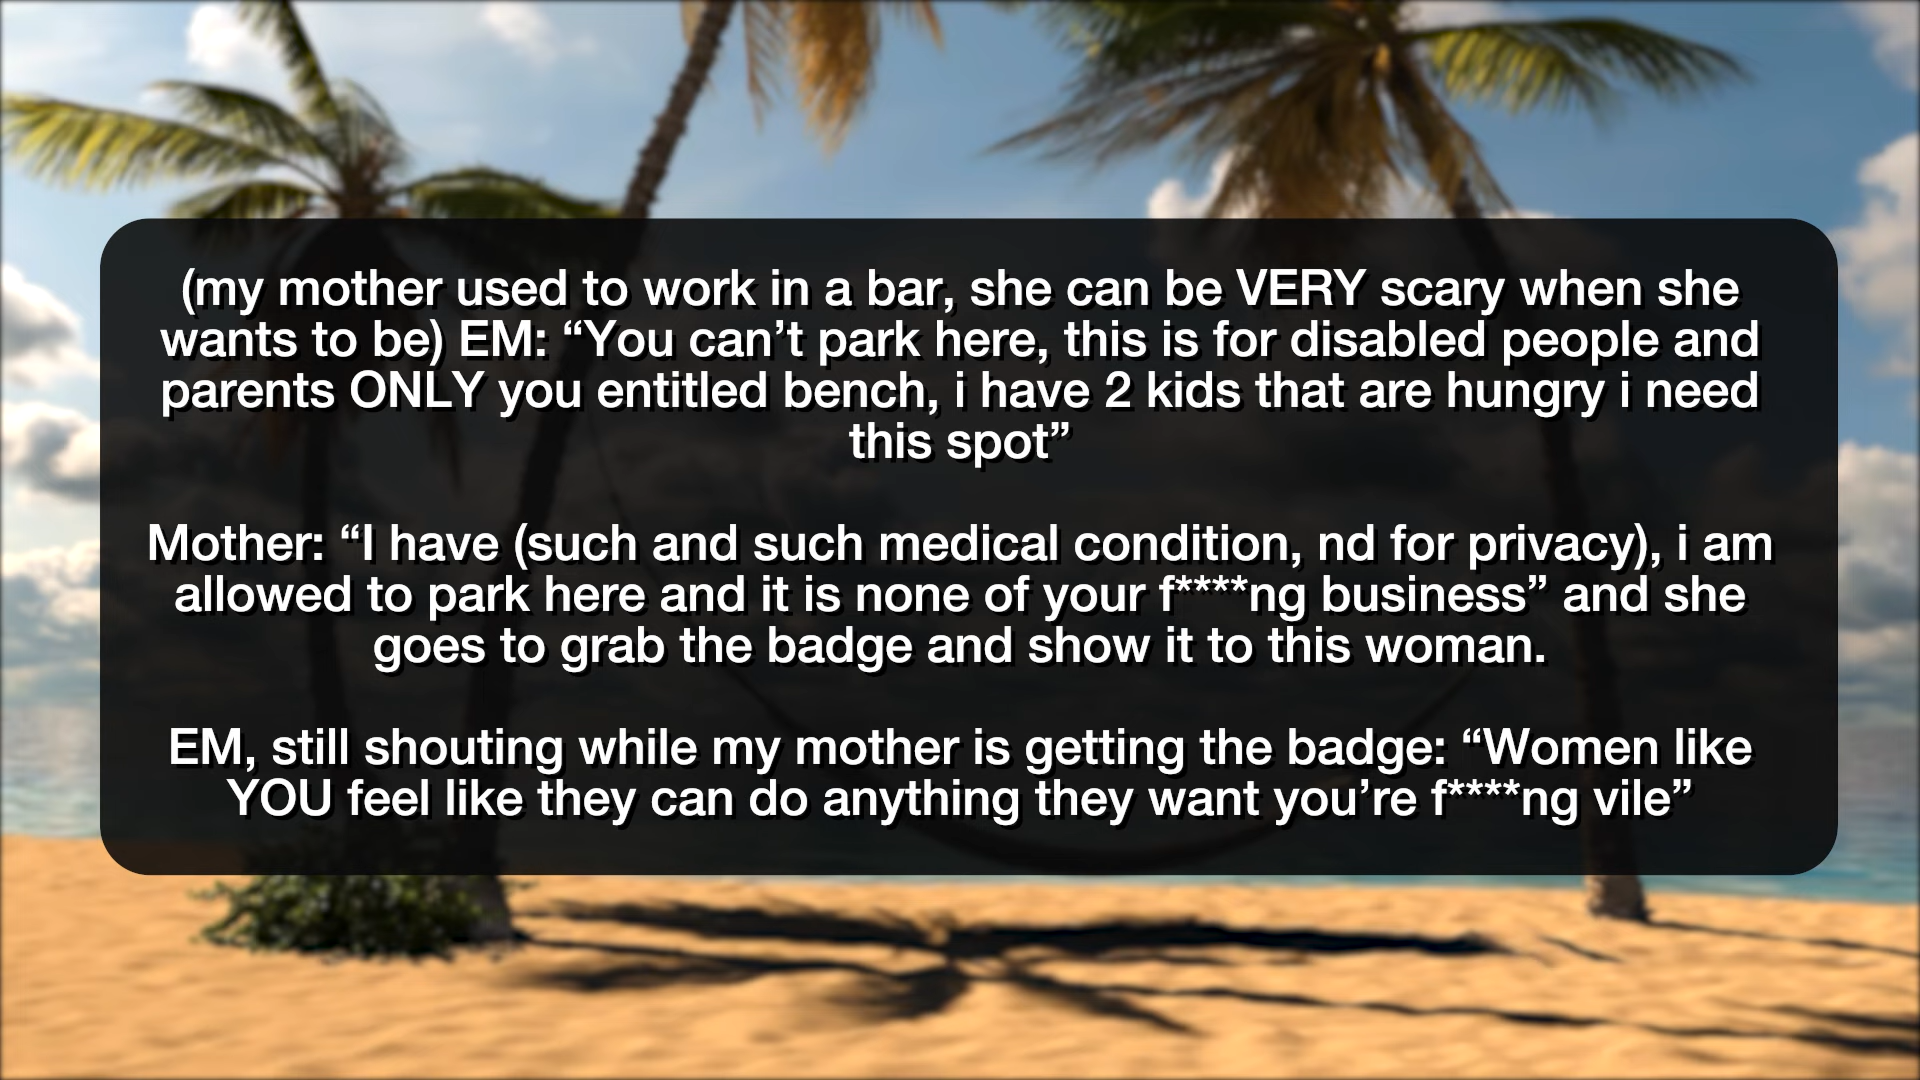 (my mother used to work in a bar, she can be VERY scary when she
wants to be) EM: “You can’t park here, this is for disabled people and
parents ONLY you entitled bench, i have 2 kids that are hungry i need
this spot”
Mother: “I have (such and such medical condition, nd for privacy), i am
allowed to park here and it is none of your f****ng business” and she
goes to grab the badge and show it to this woman.
EM, still shouting while my mother is getting the badge: “Women like
YOU feel like they can do anything they want you’re f****ng vile”